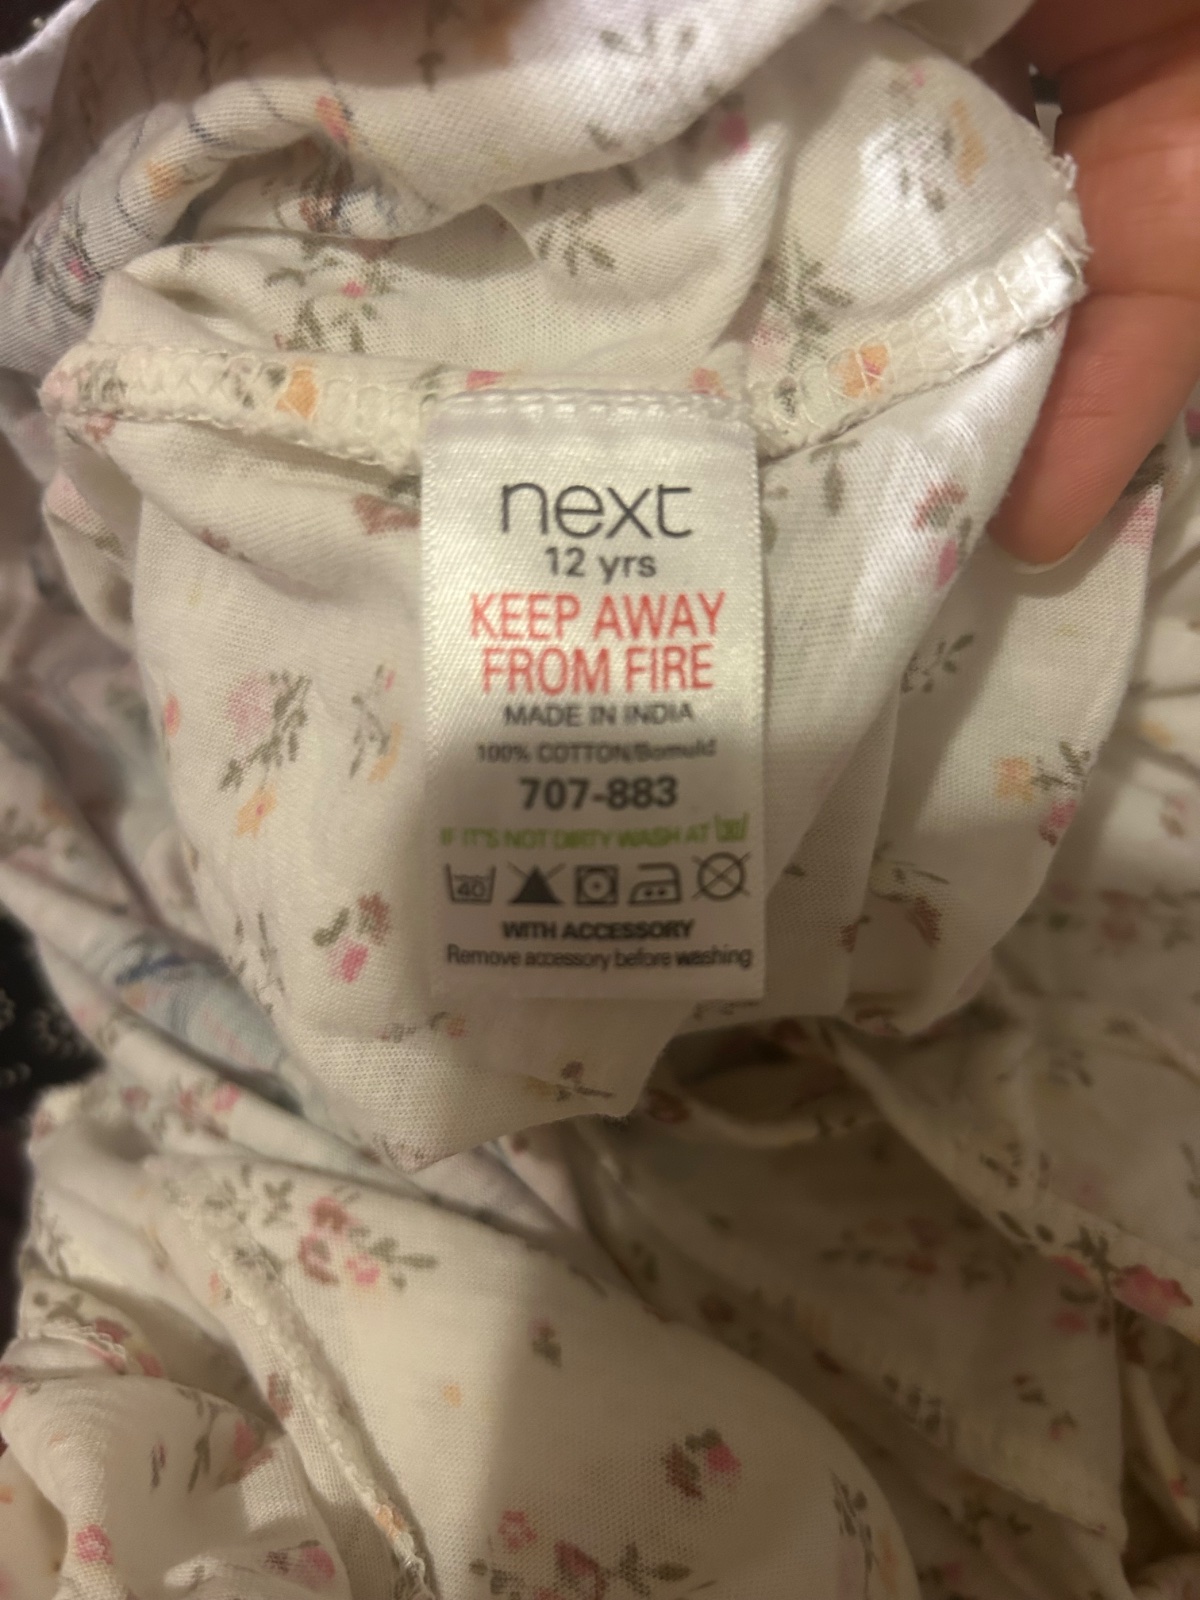 next
12 yrs
KEEP AWAY
FROM FIRE
MADE IN INDIA
100% COTTON/Bomuld
707-883
IF IT'S NOT DIRTY WASH AT 30
40
WITH ACCESSORY
Remove accessory before washing